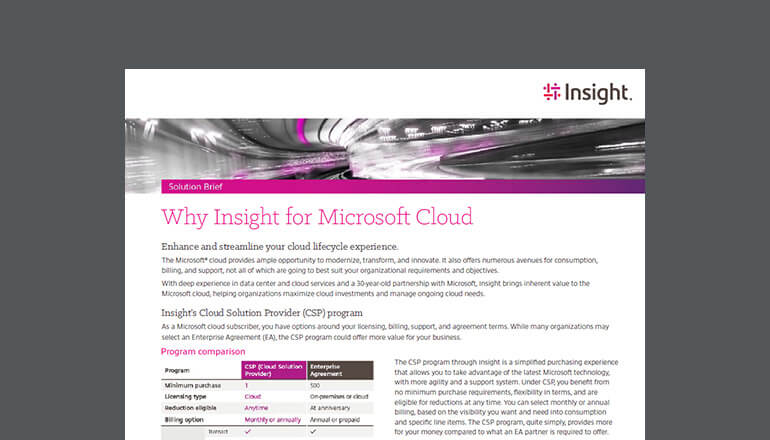 Insight.
Solution Brief
Why Insight for Microsoft Cloud
Enhance and streamline your cloud lifecycle experience.
The Microsoft® cloud provides ample opportunity to modernize, transform, and innovate. It also offers numerous avenues for consumption,
billing, and support, not all of which are going to best suit your organizational requirements and objectives.
With deep experience in data center and cloud services and a 30-year-old partnership with Microsoft, Insight brings inherent value to the
Microsoft cloud, helping organizations maximize cloud investments and manage ongoing cloud needs.
Insight's Cloud Solution Provider (CSP) program
As a Microsoft cloud subscriber, you have options around your licensing, billing, support, and agreement terms. While many organizations may
select an Enterprise Agreement (EA), the CSP program could offer more value for your business.
Program comparison
Program CSP (Cloud Solution Provider) Enterprise Agreement
Minimum purchase 1 500
Licensing type Cloud On-premises or cloud
Reduction eligible Anytime At anniversary
Billing option Monthly or annually Annual or prepaid
Transact ✓ ✓
The CSP program through Insight is a simplified purchasing experience
that allows you to take advantage of the latest Microsoft technology,
with more agility and a support system. Under CSP, you benefit from
no minimum purchase requirements, flexibility in terms, and are
eligible for reductions at any time. You can select monthly or annual
billing, based on the visibility you want and need into consumption
and specific line items. The CSP program, quite simply, provides more
for your money compared to what an EA partner is required to offer.